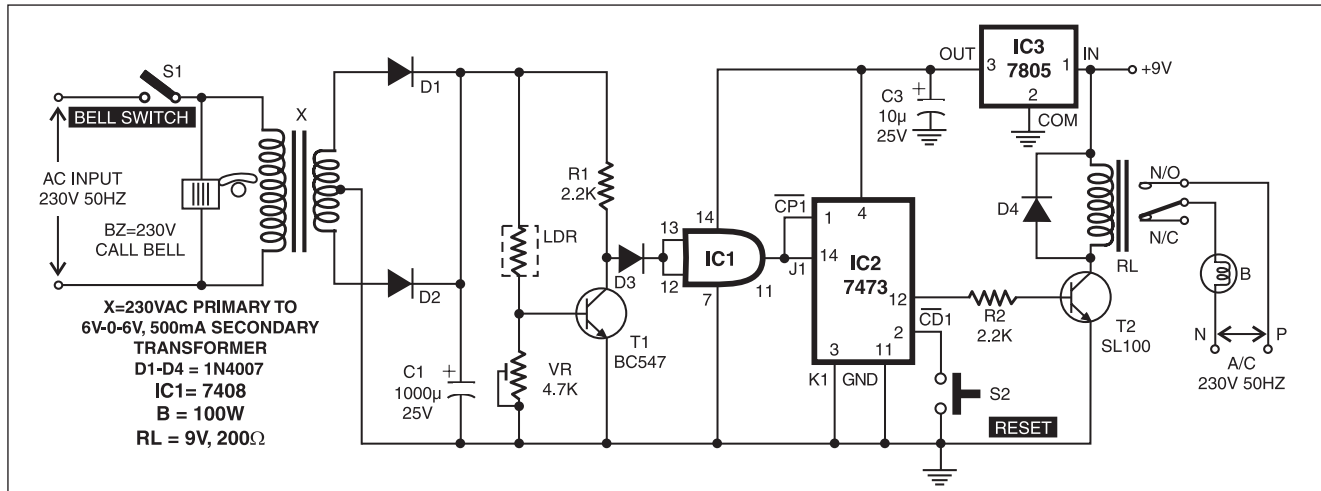 S1
BELL SWITCH
AC INPUT
230V 50HZ
BZ=230V
CALL BELL
X
X=230VAC PRIMARY TO
6V-0-6V, 500mA SECONDARY
TRANSFORMER
D1-D4 = 1N4007
IC1= 7408
B = 100W
RL = 9V, 200Ω
D1
D2
+
C1
1000µ
25V
LDR
VR
4.7K
R1
2.2K
D3
T1
BC547
14
13
12
IC1
11
7
CP1
J1
1
14
4
IC2
7473
12
2
3
11
CD1
K1
GND
+
C3
10µ
25V
OUT
IN
IC3
7805
3
1
2
COM
+9V
D4
RL
N/O
N/C
B
R2
2.2K
T2
SL100
S2
RESET
N
P
A/C
230V 50HZ